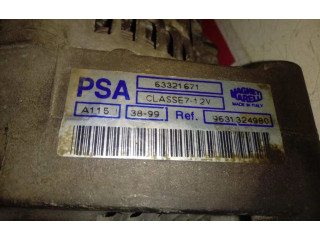 PSA 63321671
CLASSE7-12V
MAGNETI MARELLI
MADE IN ITALY
A115 38-99 Ref. 9631324980